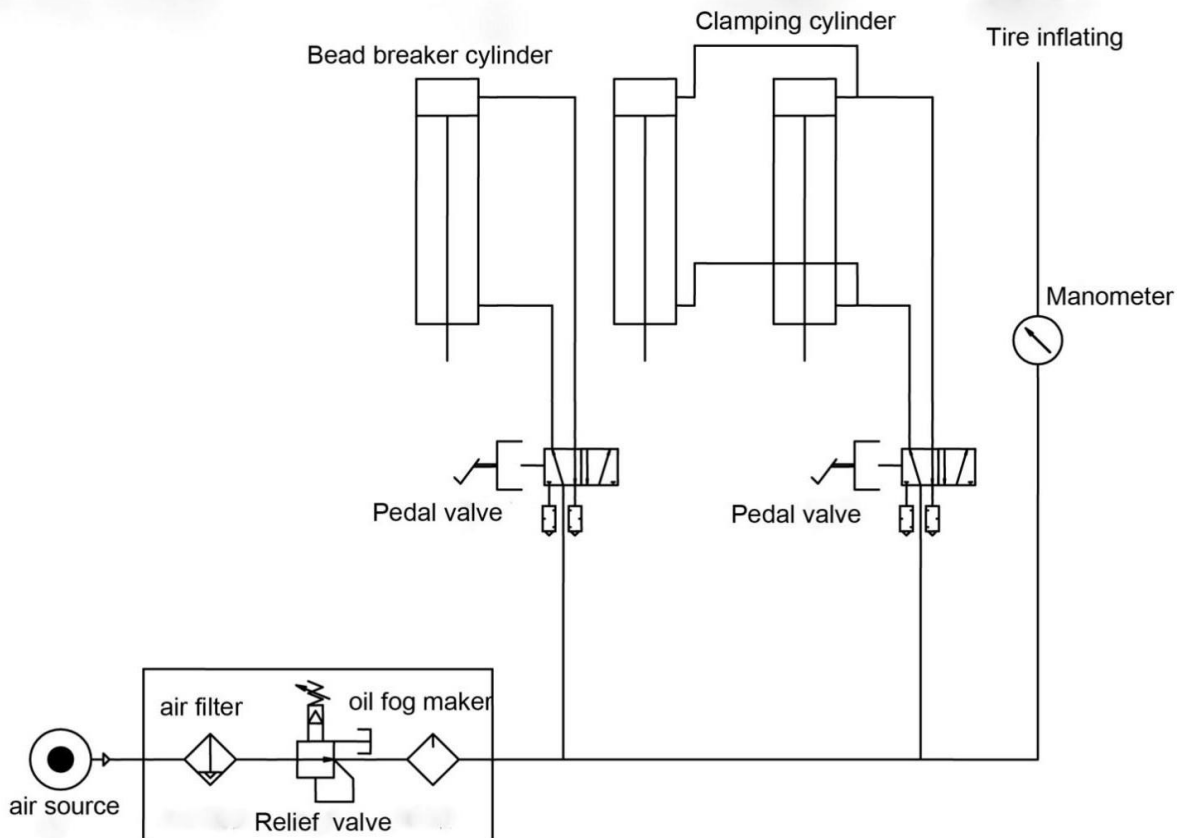 Clamping cylinder
Tire inflating
Bead breaker cylinder
Manometer
Pedal valve
Pedal valve
air filter
oil fog maker
air source
Relief valve